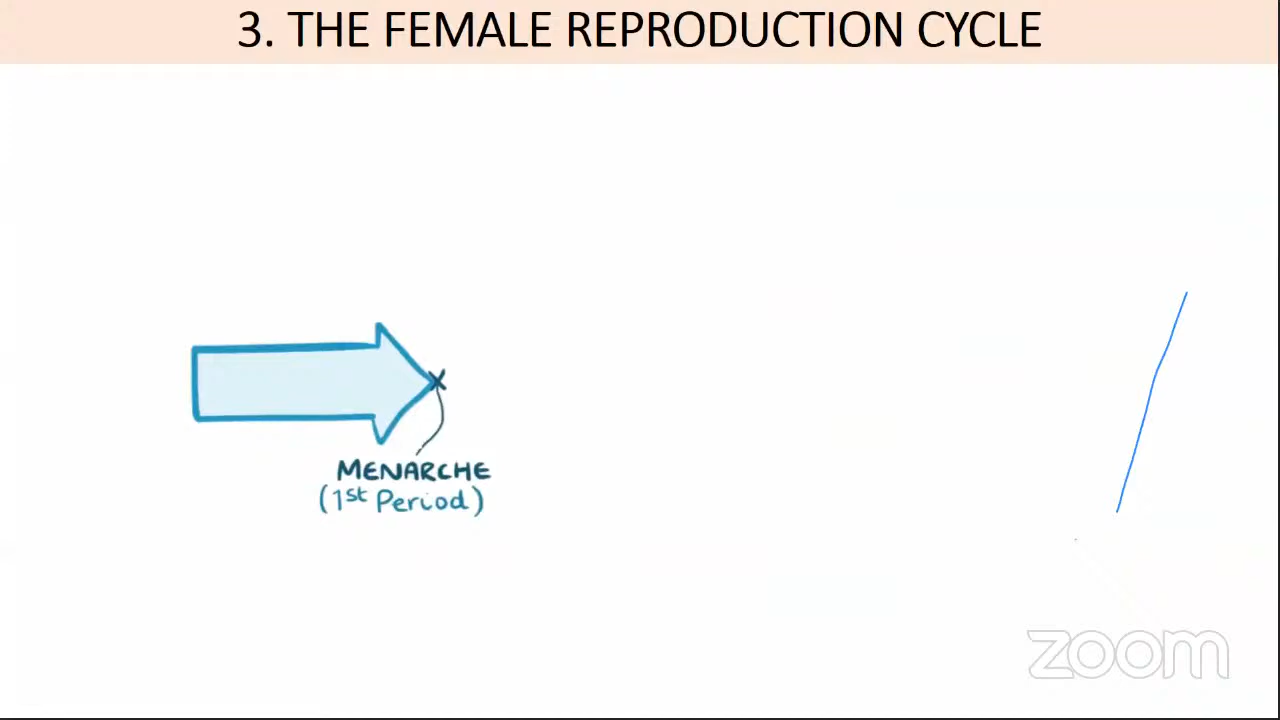 3. THE FEMALE REPRODUCTION CYCLE
MENARCHE
(1st Period)
zoom